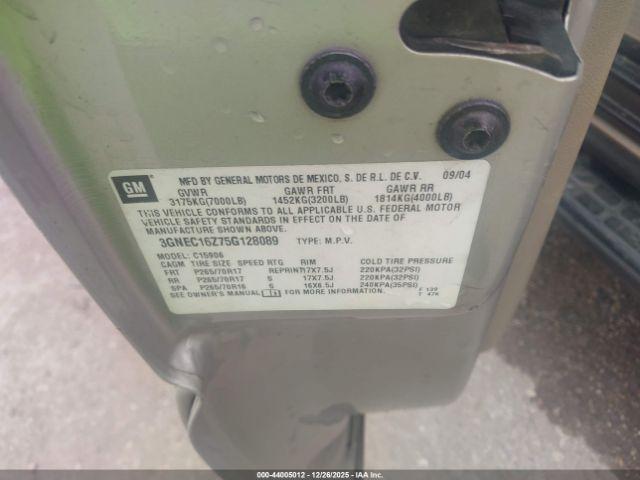 GM
MFD BY GENERAL MOTORS DE MEXICO, S. DE R.L. DE C.V. 09/04
GVWR GAWR FRT GAWR RR
3175KG(7000LB) 1452KG(3200LB) 1814KG(4000LB)
THIS VEHICLE CONFORMS TO ALL APPLICABLE U.S. FEDERAL MOTOR
VEHICLE SAFETY STANDARDS IN EFFECT ON THE DATE OF
MANUFACTURE SHOWN ABOVE.
3GNEC16Z75G128089 TYPE: M.P.V.
MODEL: C15906
CAGM TIRE SIZE SPEED RTG RIM COLD TIRE PRESSURE
FRT P265/70R17 REPRINT 17X7.5J 220KPA(32PSI)
RR P265/70R17 S 17X7.5J 220KPA(32PSI)
SPA P265/70R16 S 16X6.5J 240KPA(35PSI)
SEE OWNER'S MANUAL FOR MORE INFORMATION.
F 139
T 47K
000-44005012 | 12/26/2025 | Copart, Inc.